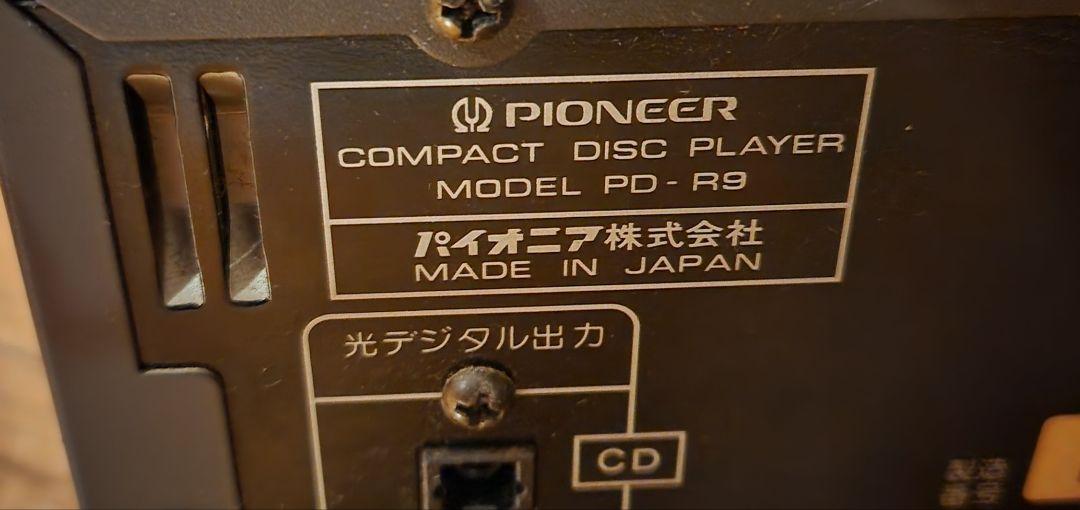 PIONEER
COMPACT DISC PLAYER
MODEL PD-R9
パイオニア株式会社
MADE IN JAPAN
光デジタル出力
CD